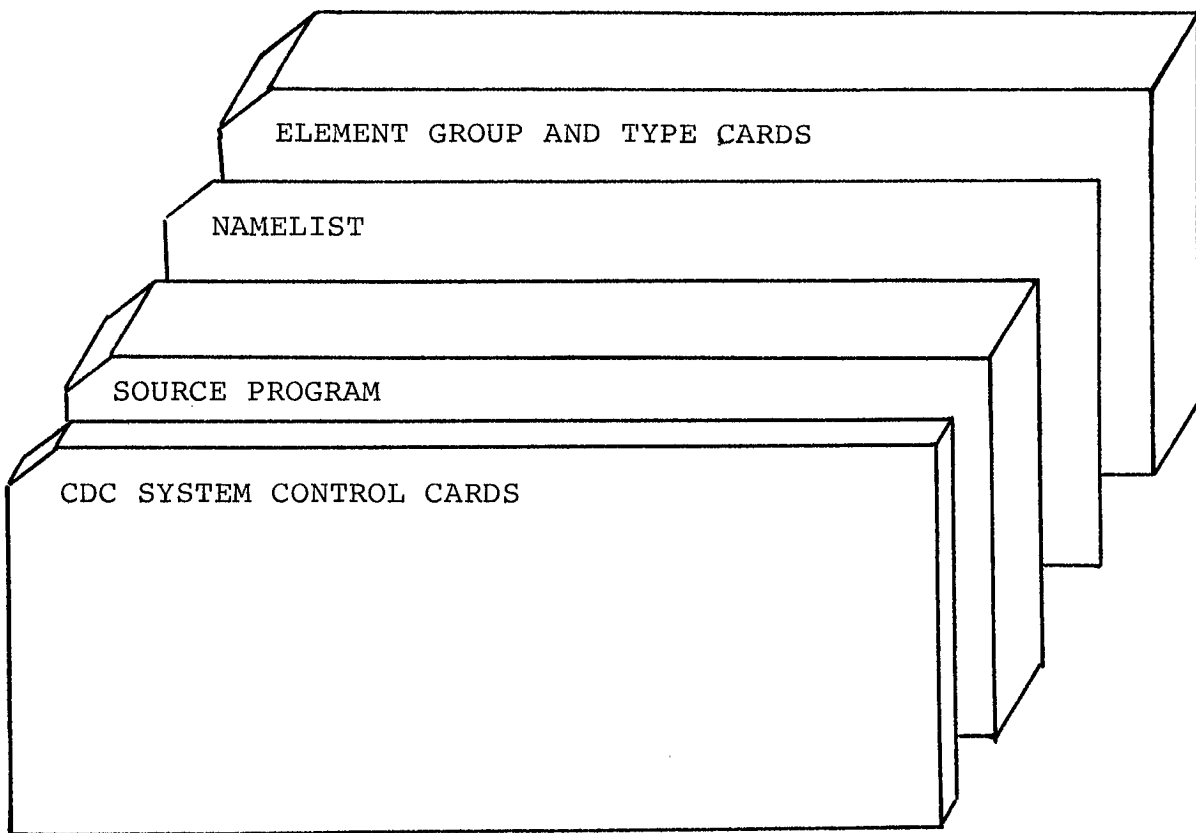 ELEMENT GROUP AND TYPE CARDS
NAMELIST
SOURCE PROGRAM
CDC SYSTEM CONTROL CARDS